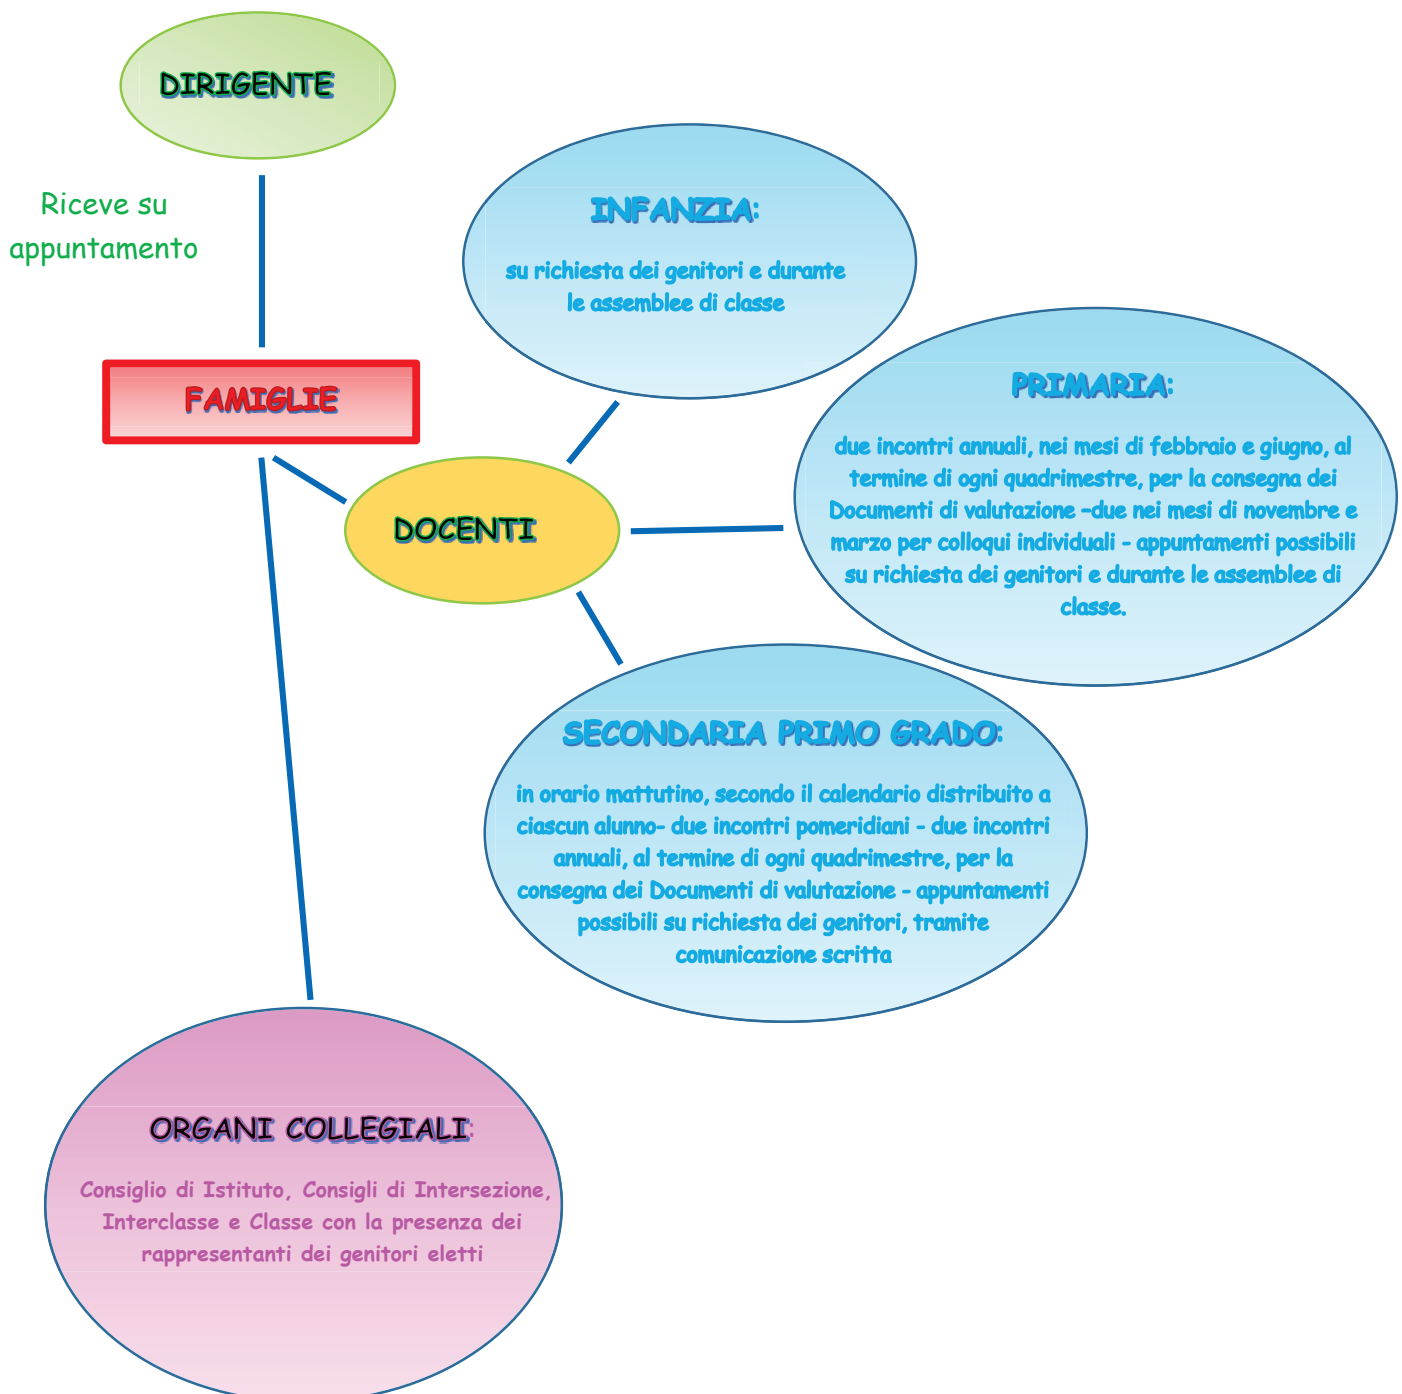 DIRIGENTE
Riceve su
appuntamento
FAMIGLIE
INFANZIA:
su richiesta dei genitori e durante
le assemblee di classe
DOCENTI
PRIMARIA:
due incontri annuali, nei mesi di febbraio e giugno, al
termine di ogni quadrimestre, per la consegna dei
Documenti di valutazione –due nei mesi di novembre e
marzo per colloqui individuali - appuntamenti possibili
su richiesta dei genitori e durante le assemblee di
classe.
SECONDARIA PRIMO GRADO:
in orario mattutino, secondo il calendario distribuito a
ciascun alunno- due incontri pomeridiani - due incontri
annuali, al termine di ogni quadrimestre, per la
consegna dei Documenti di valutazione - appuntamenti
possibili su richiesta dei genitori, tramite
comunicazione scritta
ORGANI COLLEGIALI:
Consiglio di Istituto, Consigli di Intersezione,
Interclasse e Classe con la presenza dei
rappresentanti dei genitori eletti